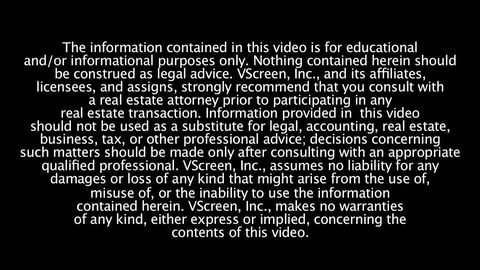 The information contained in this video is for educational
and/or informational purposes only. Nothing contained herein should
be construed as legal advice. VScreen, Inc., and its affiliates,
licensees, and assigns, strongly recommend that you consult with
a real estate attorney prior to participating in any
real estate transaction. Information provided in this video
should not be used as a substitute for legal, accounting, real estate,
business, tax, or other professional advice; decisions concerning
such matters should be made only after consulting with an appropriate
qualified professional. VScreen, Inc., assumes no liability for any
damages or loss of any kind that might arise from the use of,
misuse of, or the inability to use the information
contained herein. VScreen, Inc., makes no warranties
of any kind, either express or implied, concerning the
contents of this video.